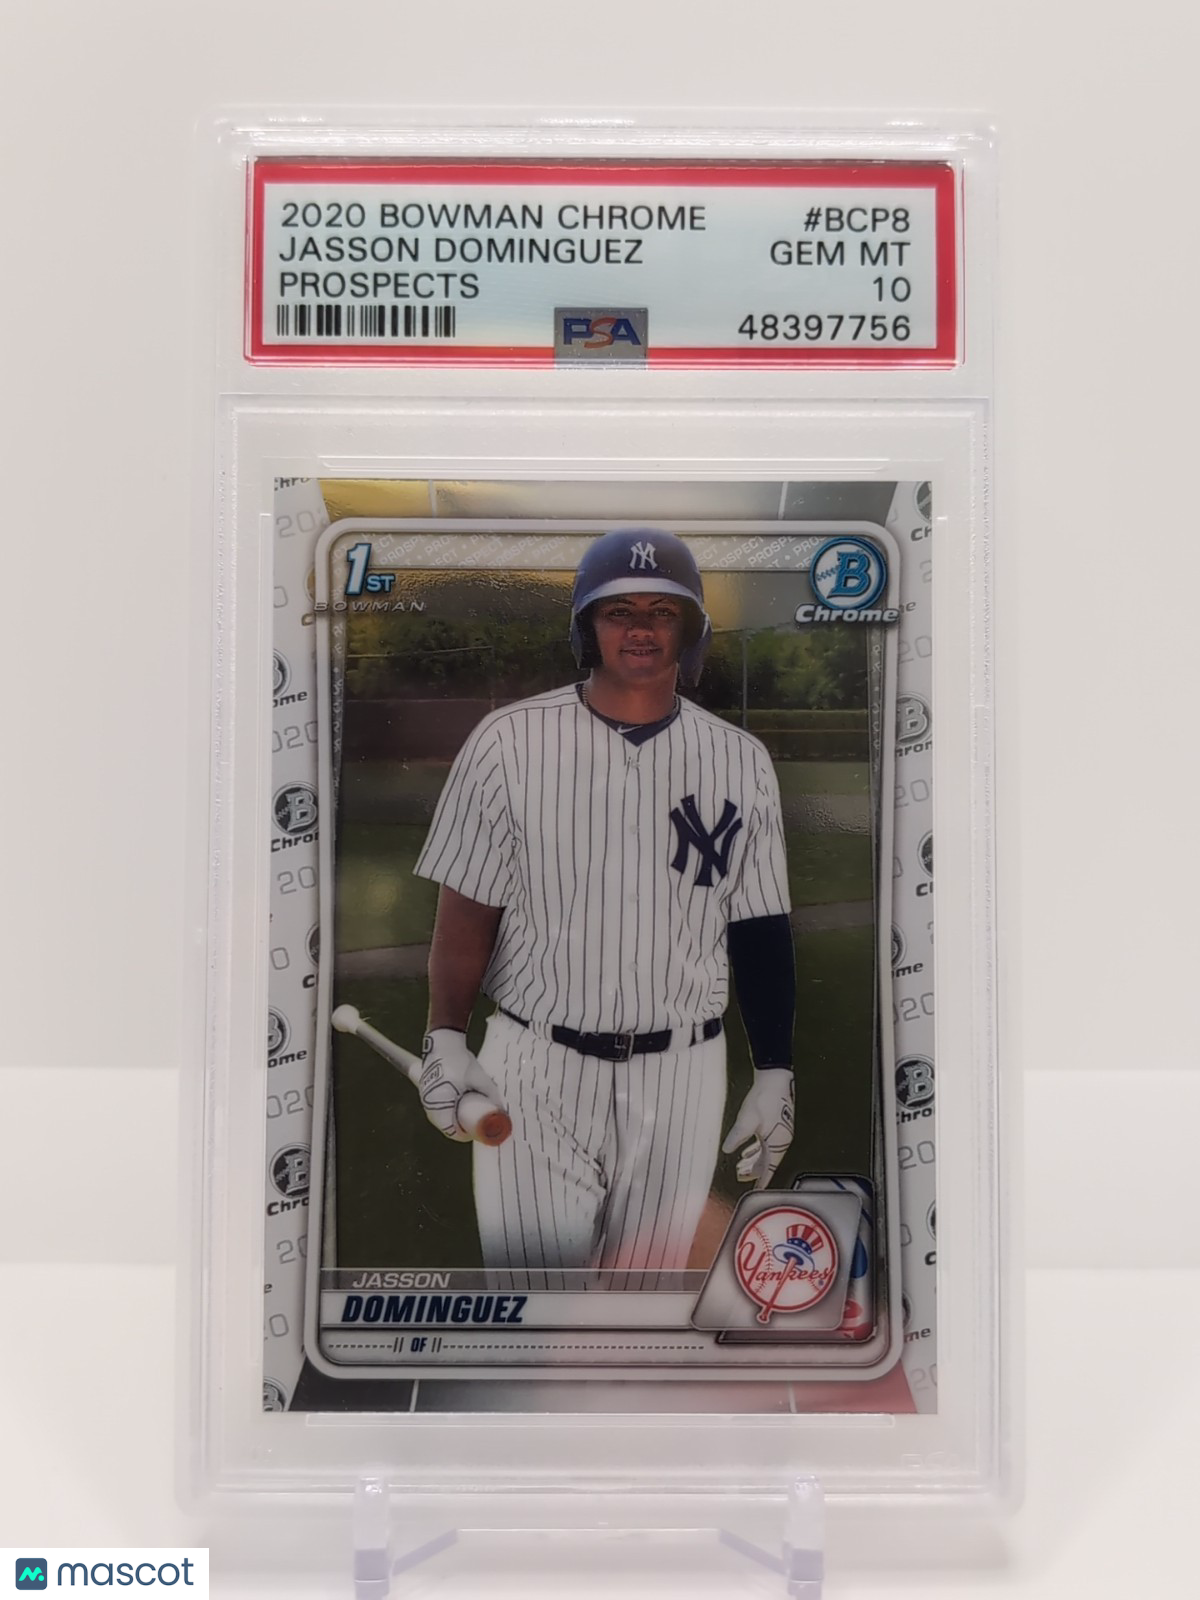 2020 BOWMAN CHROME #BCP8
JASSON DOMINGUEZ GEM MT
PROSPECTS 10
PSA 48397756
1ST
BOWMAN
B
Chrome
NY
NY
Yankees
JASSON
DOMINGUEZ
OF
mascot